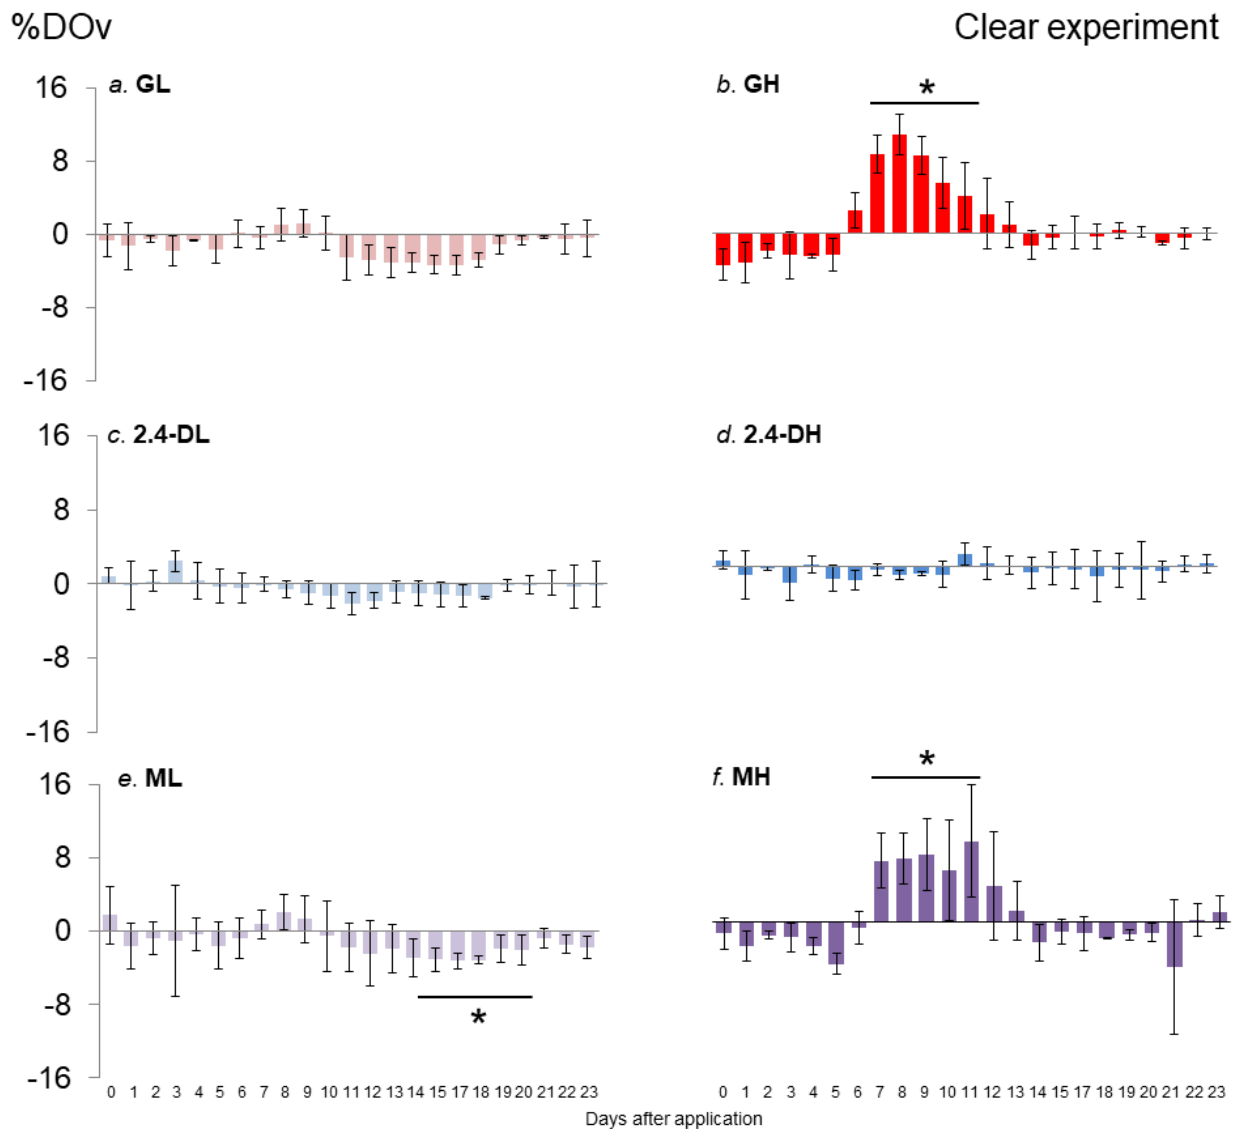 %DOv
Clear experiment
a. GL
b. GH
*
16
8
0
-8
-16
c. 2.4-DL
d. 2.4-DH
16
8
0
-8
-16
e. ML
f. MH
*
16
8
0
-8
-16
*
0 1 2 3 4 5 6 7 8 9 10 11 12 13 14 15 17 18 19 20 21 22 23
0 1 2 3 4 5 6 7 8 9 10 11 12 13 14 15 17 18 19 20 21 22 23
Days after application